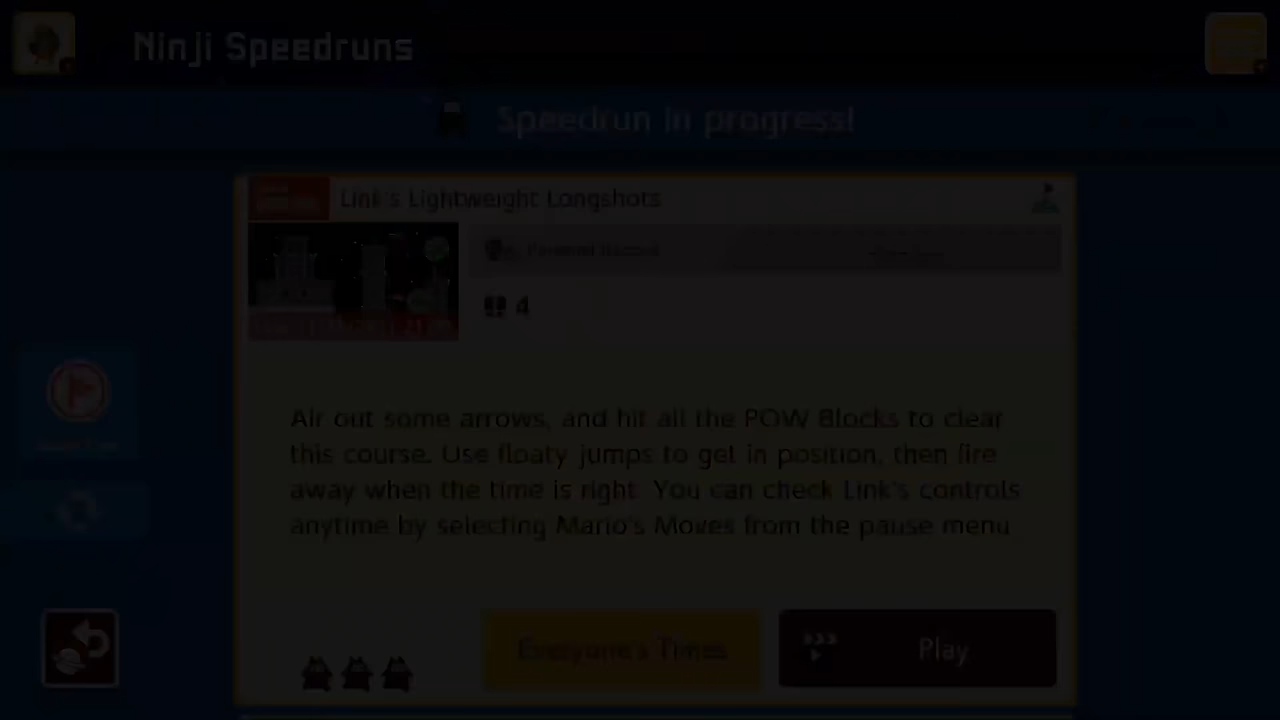 Ninji Speedruns
Speedrun in progress!
Link's Lightweight Longshots
Personal Record
4
Air out some arrows, and hit all the POW Blocks to clear
this course. Use floaty jumps to get in position, then fire
away when the time is right. You can check Link's controls
anytime by selecting Mario's Moves from the pause menu.
Everyone's Times
Play